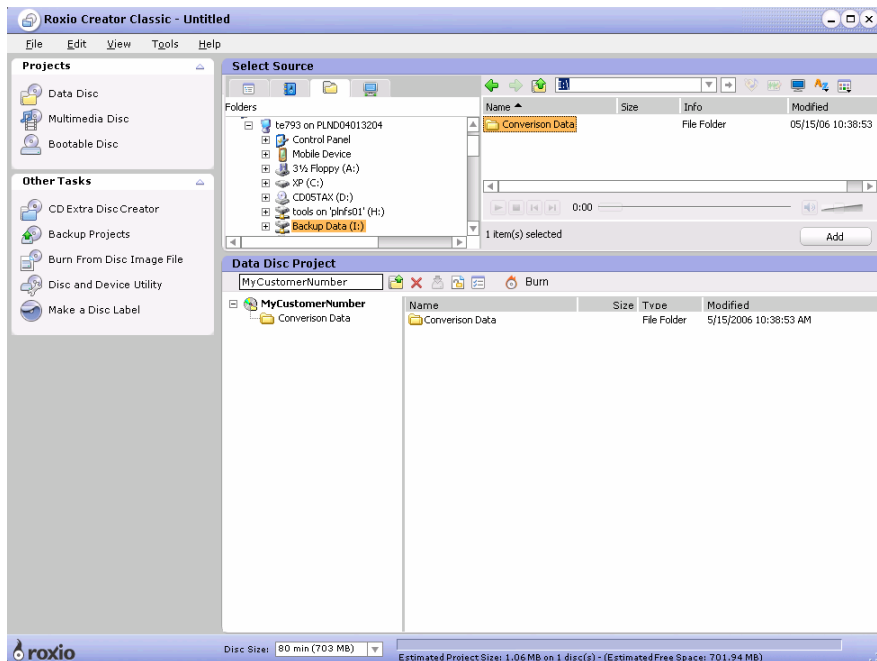 Roxio Creator Classic - Untitled
File Edit View Tools Help
Projects
Data Disc
Multimedia Disc
Bootable Disc
Other Tasks
CD Extra Disc Creator
Backup Projects
Burn From Disc Image File
Disc and Device Utility
Make a Disc Label
Select Source
Folders
te793 on PLND04013204
Control Panel
Mobile Device
3½ Floppy (A:)
XP (C:)
CD05TAX (D:)
tools on 'plnfs01' (H:)
Backup Data (I:)
Name Size Info Modified
Converison Data File Folder 05/15/06 10:38:53
0:00
1 item(s) selected
Add
Data Disc Project
MyCustomerNumber Burn
MyCustomerNumber
Converison Data
Name Size Type Modified
Converison Data File Folder 5/15/2006 10:38:53 AM
roxio
Disc Size: 80 min (703 MB)
Estimated Project Size: 1.06 MB on 1 disc(s) - (Estimated Free Space: 701.94 MB)